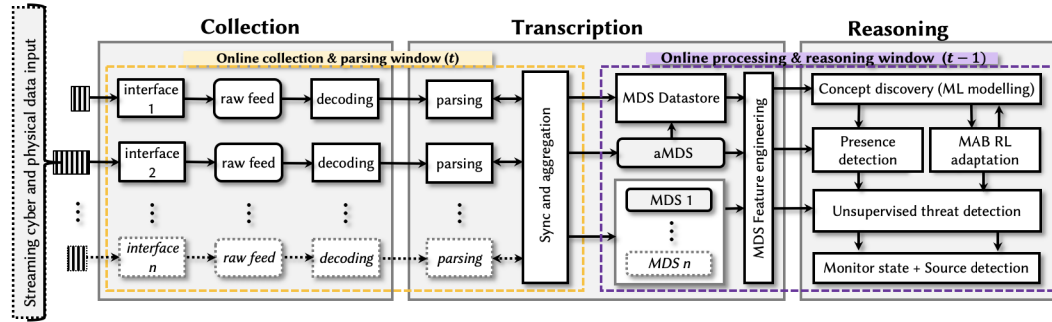 Collection
Transcription
Reasoning
Streaming cyber and physical data input
Online collection & parsing window (t)
Online processing & reasoning window (t − 1)
interface
1
raw feed
decoding
parsing
interface
2
raw feed
decoding
parsing
interface
n
raw feed
decoding
parsing
Sync and aggregation
MDS Datastore
aMDS
MDS 1
MDS n
MDS Feature engineering
Concept discovery (ML modelling)
Presence
detection
MAB RL
adaptation
Unsupervised threat detection
Monitor state + Source detection